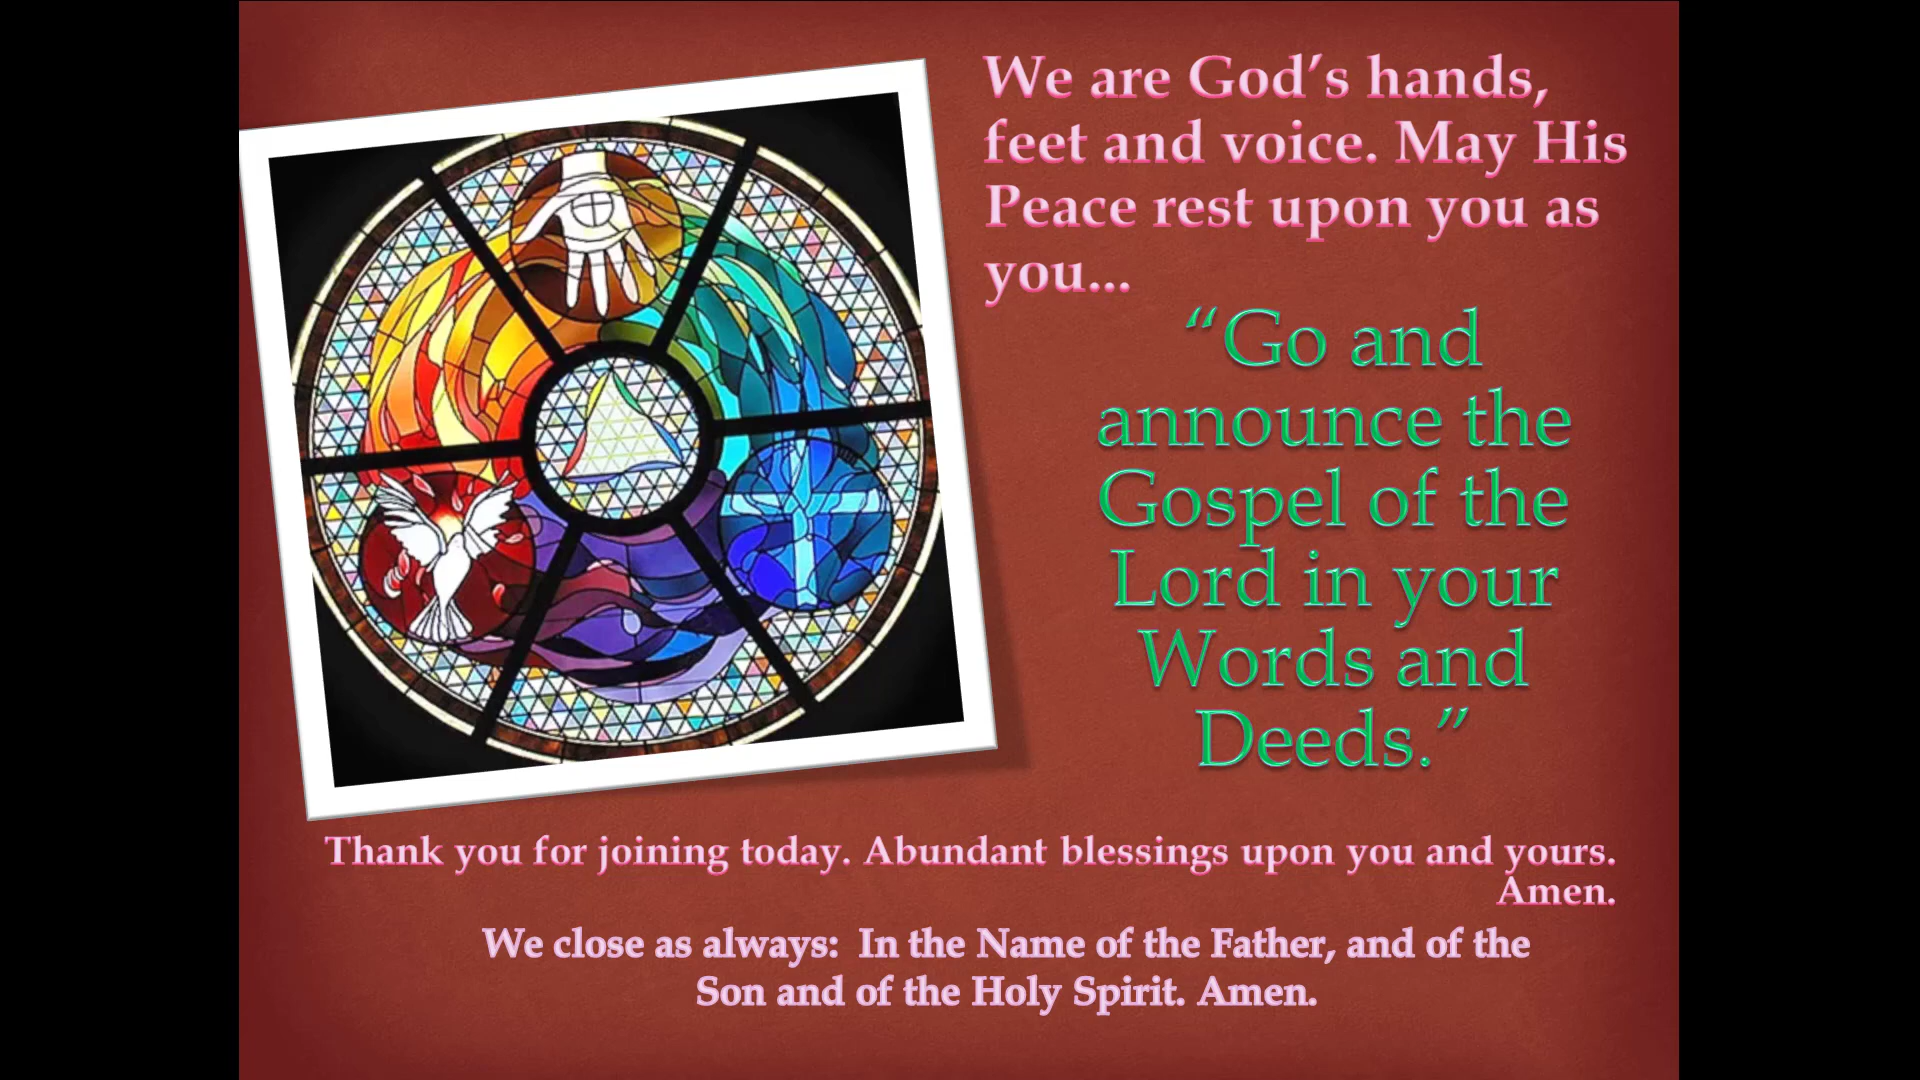 We are God’s hands,
feet and voice. May His
Peace rest upon you as
you...
“Go and
announce the
Gospel of the
Lord in your
Words and
Deeds.”
Thank you for joining today. Abundant blessings upon you and yours.
Amen.
We close as always:  In the Name of the Father, and of the
Son and of the Holy Spirit. Amen.